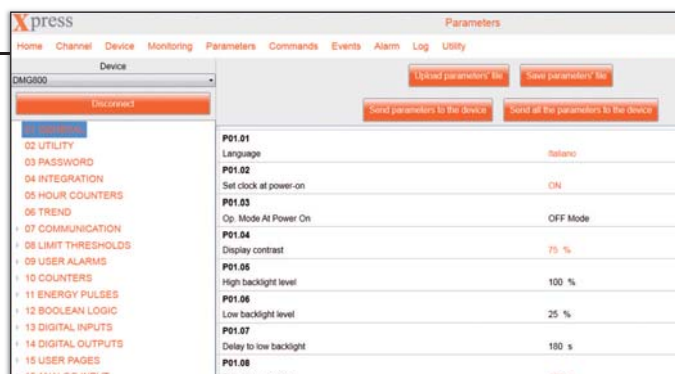 Xpress
Parameters
Home Channel Device Monitoring Parameters Commands Events Alarm Log Utility
Device
DMG800
Disconnect
Upload parameters' file Save parameters' file
Send parameters to the device Send all the parameters to the device
02 UTILITY
03 PASSWORD
04 INTEGRATION
05 HOUR COUNTERS
06 TREND
07 COMMUNICATION
08 LIMIT THRESHOLDS
09 USER ALARMS
10 COUNTERS
11 ENERGY PULSES
12 BOOLEAN LOGIC
13 DIGITAL INPUTS
14 DIGITAL OUTPUTS
15 USER PAGES
P01.01
Language Italiano
P01.02
Set clock at power-on ON
P01.03
Op. Mode At Power On OFF Mode
P01.04
Display contrast 75 %
P01.05
High backlight level 100 %
P01.06
Low backlight level 25 %
P01.07
Delay to low backlight 180 s
P01.08